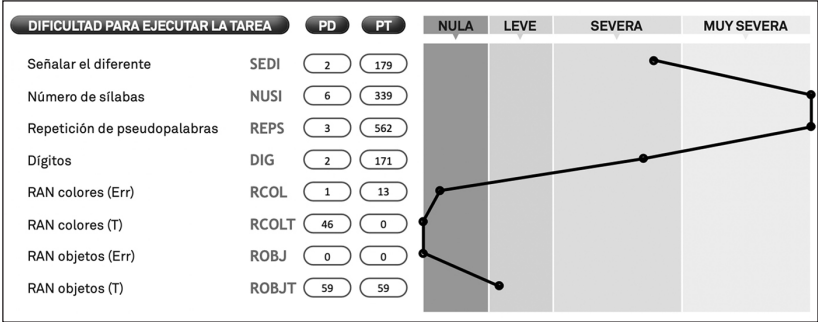 DIFICULTAD PARA EJECUTAR LA TAREA PD PT NULA LEVE SEVERA MUY SEVERA
Señalar el diferente SEDI 2 179
Número de sílabas NUSI 6 339
Repetición de pseudopalabras REPS 3 562
Dígitos DIG 2 171
RAN colores (Err) RCOL 1 13
RAN colores (T) RCOLT 46 0
RAN objetos (Err) ROBJ 0 0
RAN objetos (T) ROBJT 59 59